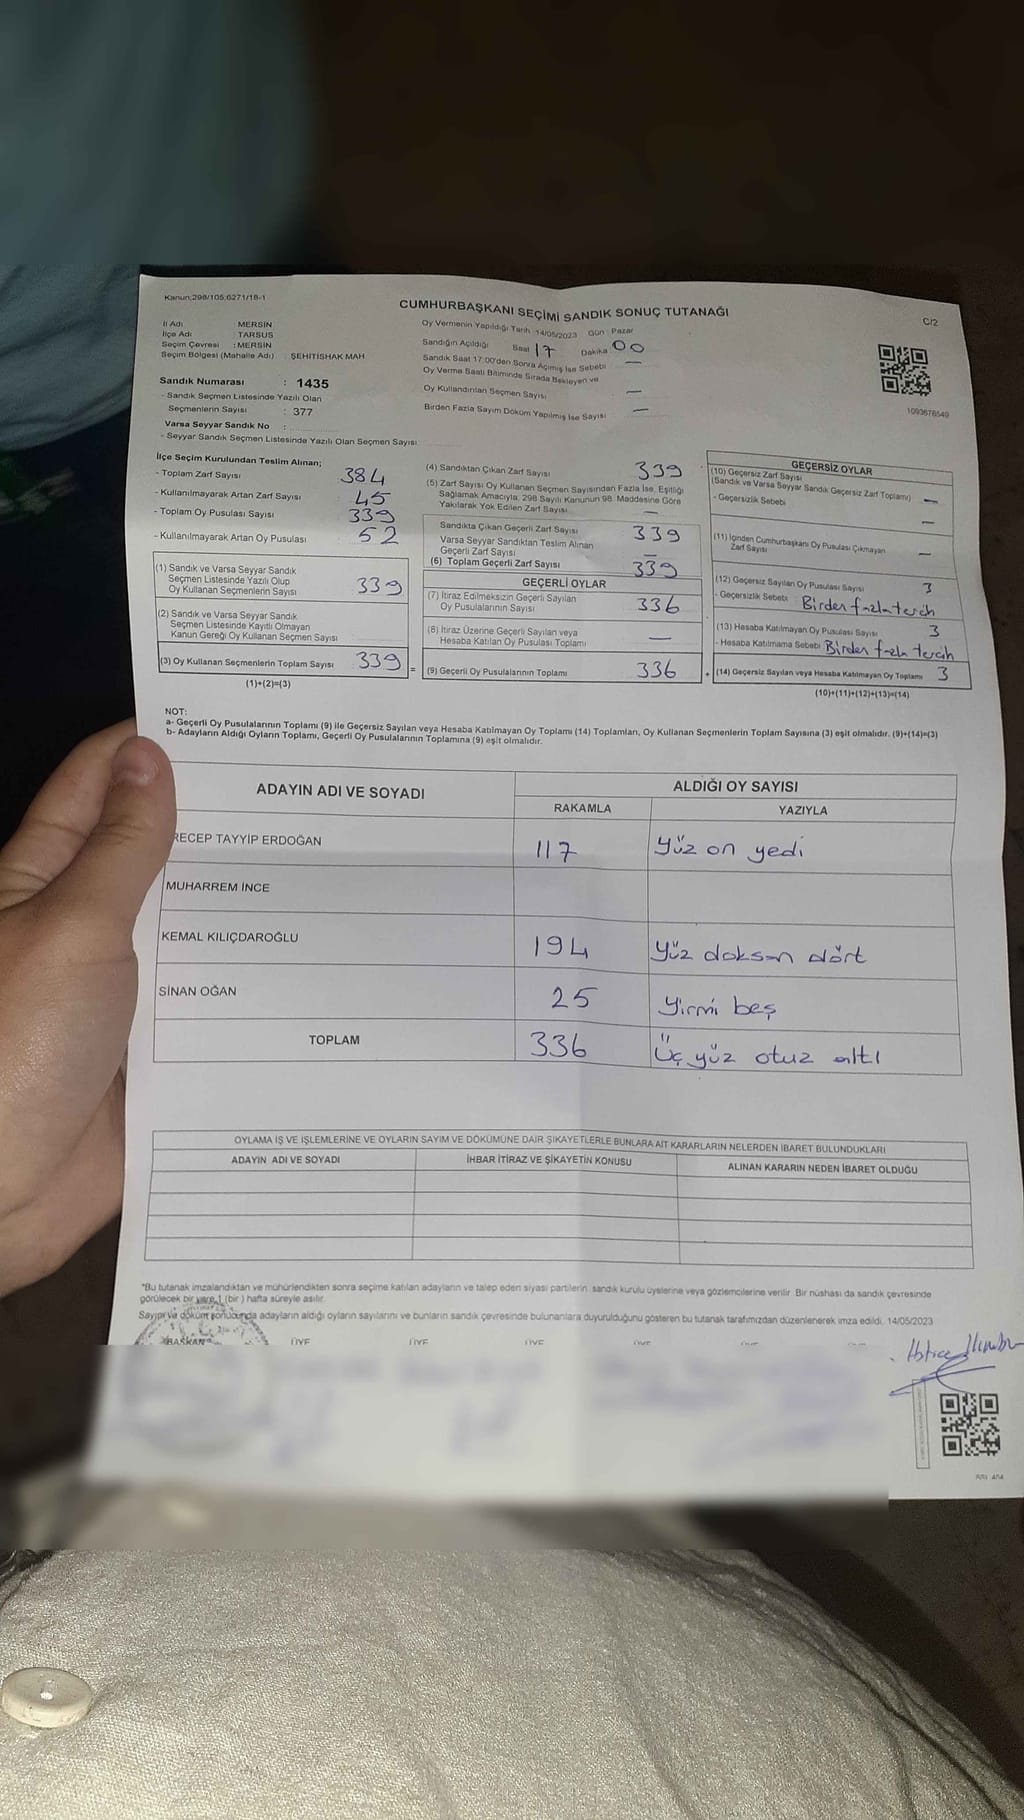 Kanun;298/105;6271/18-1
CUMHURBAŞKANI SEÇİMİ SANDIK SONUÇ TUTANAĞI
C/2
İl Adı : MERSİN
İlçe Adı : TARSUS
Seçim Çevresi : MERSİN
Seçim Bölgesi (Mahalle Adı) : ŞEHİTİSHAK MAH
Sandık Numarası : 1435
- Sandık Seçmen Listesinde Yazılı Olan
Seçmenlerin Sayısı : 377
Varsa Seyyar Sandık No :
- Seyyar Sandık Seçmen Listesinde Yazılı Olan Seçmen Sayısı
Oy Vermenin Yapıldığı Tarih 14/05/2023 Gün : Pazar
Sandığın Açıldığı Saat 17 Dakika 00
Sandık Saat 17:00'den Sonra Açılmış İse Sebebi —
Oy Verme Saati Bitiminde Sırada Bekleyen ve
Oy Kullandırılan Seçmen Sayısı —
Birden Fazla Sayım Döküm Yapılmış İse Sayısı —
1093676549
İlçe Seçim Kurulundan Teslim Alınan;
- Toplam Zarf Sayısı 384
- Kullanılmayarak Artan Zarf Sayısı 45
- Toplam Oy Pusulası Sayısı 339
- Kullanılmayarak Artan Oy Pusulası 52
(1) Sandık ve Varsa Seyyar Sandık
Seçmen Listesinde Yazılı Olup
Oy Kullanan Seçmenlerin Sayısı 339
(2) Sandık ve Varsa Seyyar Sandık
Seçmen Listesinde Kayıtlı Olmayan
Kanun Gereği Oy Kullanan Seçmen Sayısı
(3) Oy Kullanan Seçmenlerin Toplam Sayısı 339 =
(1)+(2)=(3)
(4) Sandıktan Çıkan Zarf Sayısı 339
(5) Zarf Sayısı Oy Kullanan Seçmen Sayısından Fazla İse, Eşitliği
Sağlamak Amacıyla; 298 Sayılı Kanunun 98. Maddesine Göre
Yakılarak Yok Edilen Zarf Sayısı —
Sandıkta Çıkan Geçerli Zarf Sayısı 339
Varsa Seyyar Sandıktan Teslim Alınan
Geçerli Zarf Sayısı —
(6) Toplam Geçerli Zarf Sayısı 339
GEÇERLİ OYLAR
(7) İtiraz Edilmeksizin Geçerli Sayılan
Oy Pusulalarının Sayısı 336
(8) İtiraz Üzerine Geçerli Sayılan veya
Hesaba Katılan Oy Pusulası Toplamı —
(9) Geçerli Oy Pusulalarının Toplamı 336 +
GEÇERSİZ OYLAR
(10) Geçersiz Zarf Sayısı
(Sandık ve Varsa Seyyar Sandık Geçersiz Zarf Toplamı) —
- Geçersizlik Sebebi —
(11) İçinden Cumhurbaşkanı Oy Pusulası Çıkmayan
Zarf Sayısı —
(12) Geçersiz Sayılan Oy Pusulası Sayısı 3
- Geçersizlik Sebebi Birden fazla tercih
(13) Hesaba Katılmayan Oy Pusulası Sayısı 3
- Hesaba Katılmama Sebebi Birden fazla tercih
(14) Geçersiz Sayılan veya Hesaba Katılmayan Oy Toplamı 3
(10)+(11)+(12)+(13)=(14)
NOT:
a- Geçerli Oy Pusulalarının Toplamı (9) ile Geçersiz Sayılan veya Hesaba Katılmayan Oy Toplamı (14) Toplamları, Oy Kullanan Seçmenlerin Toplam Sayısına (3) eşit olmalıdır. (9)+(14)=(3)
b- Adayların Aldığı Oyların Toplamı, Geçerli Oy Pusulalarının Toplamına (9) eşit olmalıdır.
ADAYIN ADI VE SOYADI
ALDIĞI OY SAYISI
RAKAMLA YAZIYLA
RECEP TAYYİP ERDOĞAN 117 Yüz on yedi
MUHARREM İNCE
KEMAL KILIÇDAROĞLU 194 Yüz doksan dört
SİNAN OĞAN 25 Yirmi beş
TOPLAM 336 Üç yüz otuz altı
OYLAMA İŞ VE İŞLEMLERİNE VE OYLARIN SAYIM VE DÖKÜMÜNE DAİR ŞİKAYETLERLE BUNLARA AİT KARARLARIN NELERDEN İBARET BULUNDUKLARI
ADAYIN ADI VE SOYADI İHBAR İTİRAZ VE ŞİKAYETİN KONUSU ALINAN KARARIN NEDEN İBARET OLDUĞU
*Bu tutanak imzalandıktan ve mühürlendikten sonra seçime katılan adayların ve talep eden siyasi partilerin sandık kurulu üyelerine veya gözlemcilerine verilir. Bir nüshası da sandık çevresinde
görülecek bir yere 1 (bir) hafta süreyle asılır.
Sayım ve döküm sonucunda adayların aldığı oyların sayılarını ve bunların sandık çevresinde bulunanlara duyurulduğunu gösteren bu tutanak tarafımızdan düzenlenerek imza edildi. 14/05/2023
BAŞKAN ÜYE ÜYE ÜYE ÜYE